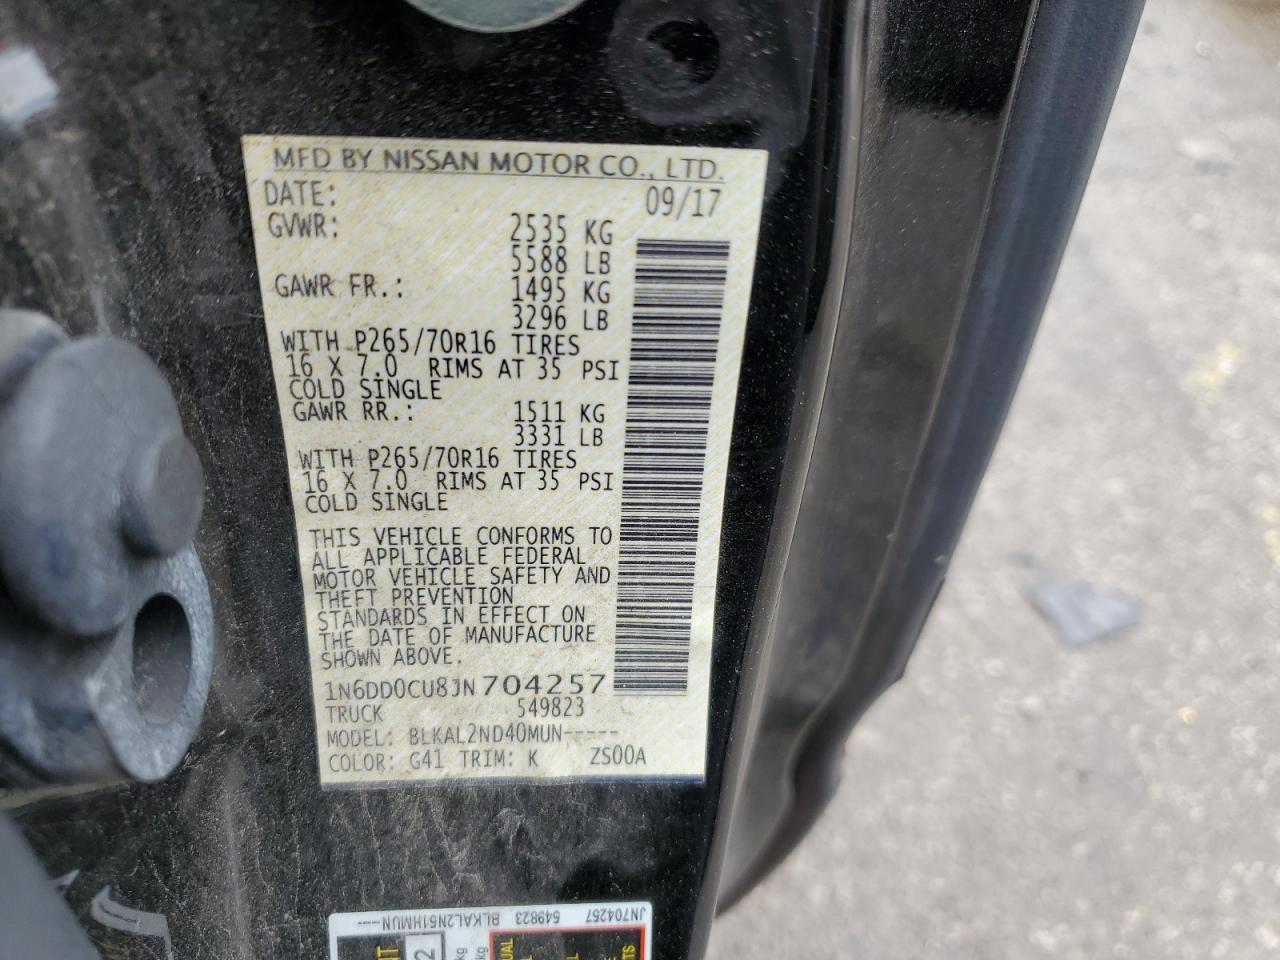 MFD BY NISSAN MOTOR CO., LTD.
DATE: 09/17
GVWR: 2535 KG
5588 LB
GAWR FR.: 1495 KG
3296 LB
WITH P265/70R16 TIRES
16 X 7.0 RIMS AT 35 PSI
COLD SINGLE
GAWR RR.: 1511 KG
3331 LB
WITH P265/70R16 TIRES
16 X 7.0 RIMS AT 35 PSI
COLD SINGLE
THIS VEHICLE CONFORMS TO
ALL APPLICABLE FEDERAL
MOTOR VEHICLE SAFETY AND
THEFT PREVENTION
STANDARDS IN EFFECT ON
THE DATE OF MANUFACTURE
SHOWN ABOVE.
1N6DD0CU8JN704257
TRUCK 549823
MODEL: BLKAL2ND40MUN-----
COLOR: G41 TRIM: K ZS00A
JN704257 549823 BLKAL2N51HMUN----